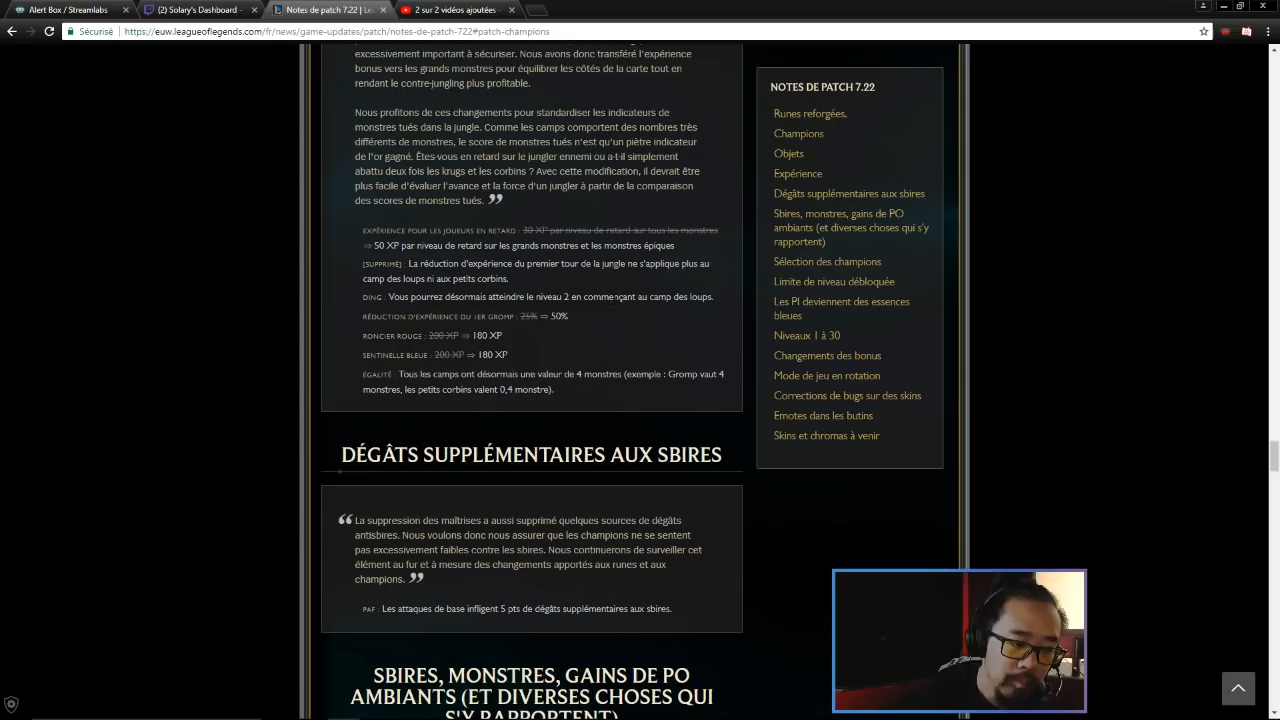 Alert Box / Streamlabs
Solary's Dashboard -
Notes de patch 7.22 | Le
2 sur 2 vidéos ajoutées -
Sécurisé
https://euw.leagueoflegends.com/fr/news/game-updates/patch/notes-de-patch-722#patch-champions
excessivement important à sécuriser. Nous avons donc transféré l'expérience
bonus vers les grands monstres pour équilibrer les côtés de la carte tout en
rendant le contre-jungling plus profitable.
Nous profitons de ces changements pour standardiser les indicateurs de
monstres tués dans la jungle. Comme les camps comportent des nombres très
différents de monstres, le score de monstres tués n'est qu'un piètre indicateur
de l'or gagné. Êtes-vous en retard sur le jungler ennemi ou a-t-il simplement
abattu deux fois les krugs et les corbins ? Avec cette modification, il devrait être
plus facile d'évaluer l'avance et la force d'un jungler à partir de la comparaison
des scores de monstres tués. ”
EXPÉRIENCE POUR LES JOUEURS EN RETARD : 30 XP par niveau de retard sur tous les monstres
⇒ 50 XP par niveau de retard sur les grands monstres et les monstres épiques
[SUPPRIMÉ] : La réduction d'expérience du premier tour de la jungle ne s'applique plus au
camp des loups ni aux petits corbins.
DING : Vous pourrez désormais atteindre le niveau 2 en commençant au camp des loups.
RÉDUCTION D'EXPÉRIENCE DU 1ER GROMP : 25% ⇒ 50%
RONCIER ROUGE : 200 XP ⇒ 180 XP
SENTINELLE BLEUE : 200 XP ⇒ 180 XP
ÉGALITÉ : Tous les camps ont désormais une valeur de 4 monstres (exemple : Gromp vaut 4
monstres, les petits corbins valent 0,4 monstre).
DÉGÂTS SUPPLÉMENTAIRES AUX SBIRES
“ La suppression des maîtrises a aussi supprimé quelques sources de dégâts
antisbires. Nous voulons donc nous assurer que les champions ne se sentent
pas excessivement faibles contre les sbires. Nous continuerons de surveiller cet
élément au fur et à mesure des changements apportés aux runes et aux
champions. ”
PAF : Les attaques de base infligent 5 pts de dégâts supplémentaires aux sbires.
SBIRES, MONSTRES, GAINS DE PO
AMBIANTS (ET DIVERSES CHOSES QUI
S'Y RAPPORTENT)
NOTES DE PATCH 7.22
Runes reforgées.
Champions
Objets
Expérience
Dégâts supplémentaires aux sbires
Sbires, monstres, gains de PO
ambiants (et diverses choses qui s'y
rapportent)
Sélection des champions
Limite de niveau débloquée
Les PI deviennent des essences
bleues
Niveaux 1 à 30
Changements des bonus
Mode de jeu en rotation
Corrections de bugs sur des skins
Emotes dans les butins
Skins et chromas à venir